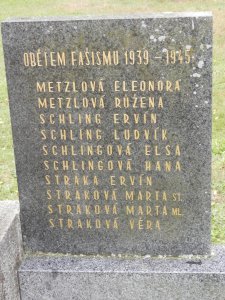 OBĚTEM FAŠISMU 1939 – 1945
METZLOVÁ ELEONORA
METZLOVÁ RŮŽENA
SCHLING ERVÍN
SCHLING LUDVÍK
SCHLINGOVÁ ELSA
SCHLINGOVÁ HANA
STRAKA ERVÍN
STRAKOVÁ MARTA ST.
STRAKOVÁ MARTA ML.
STRAKOVÁ VĚRA